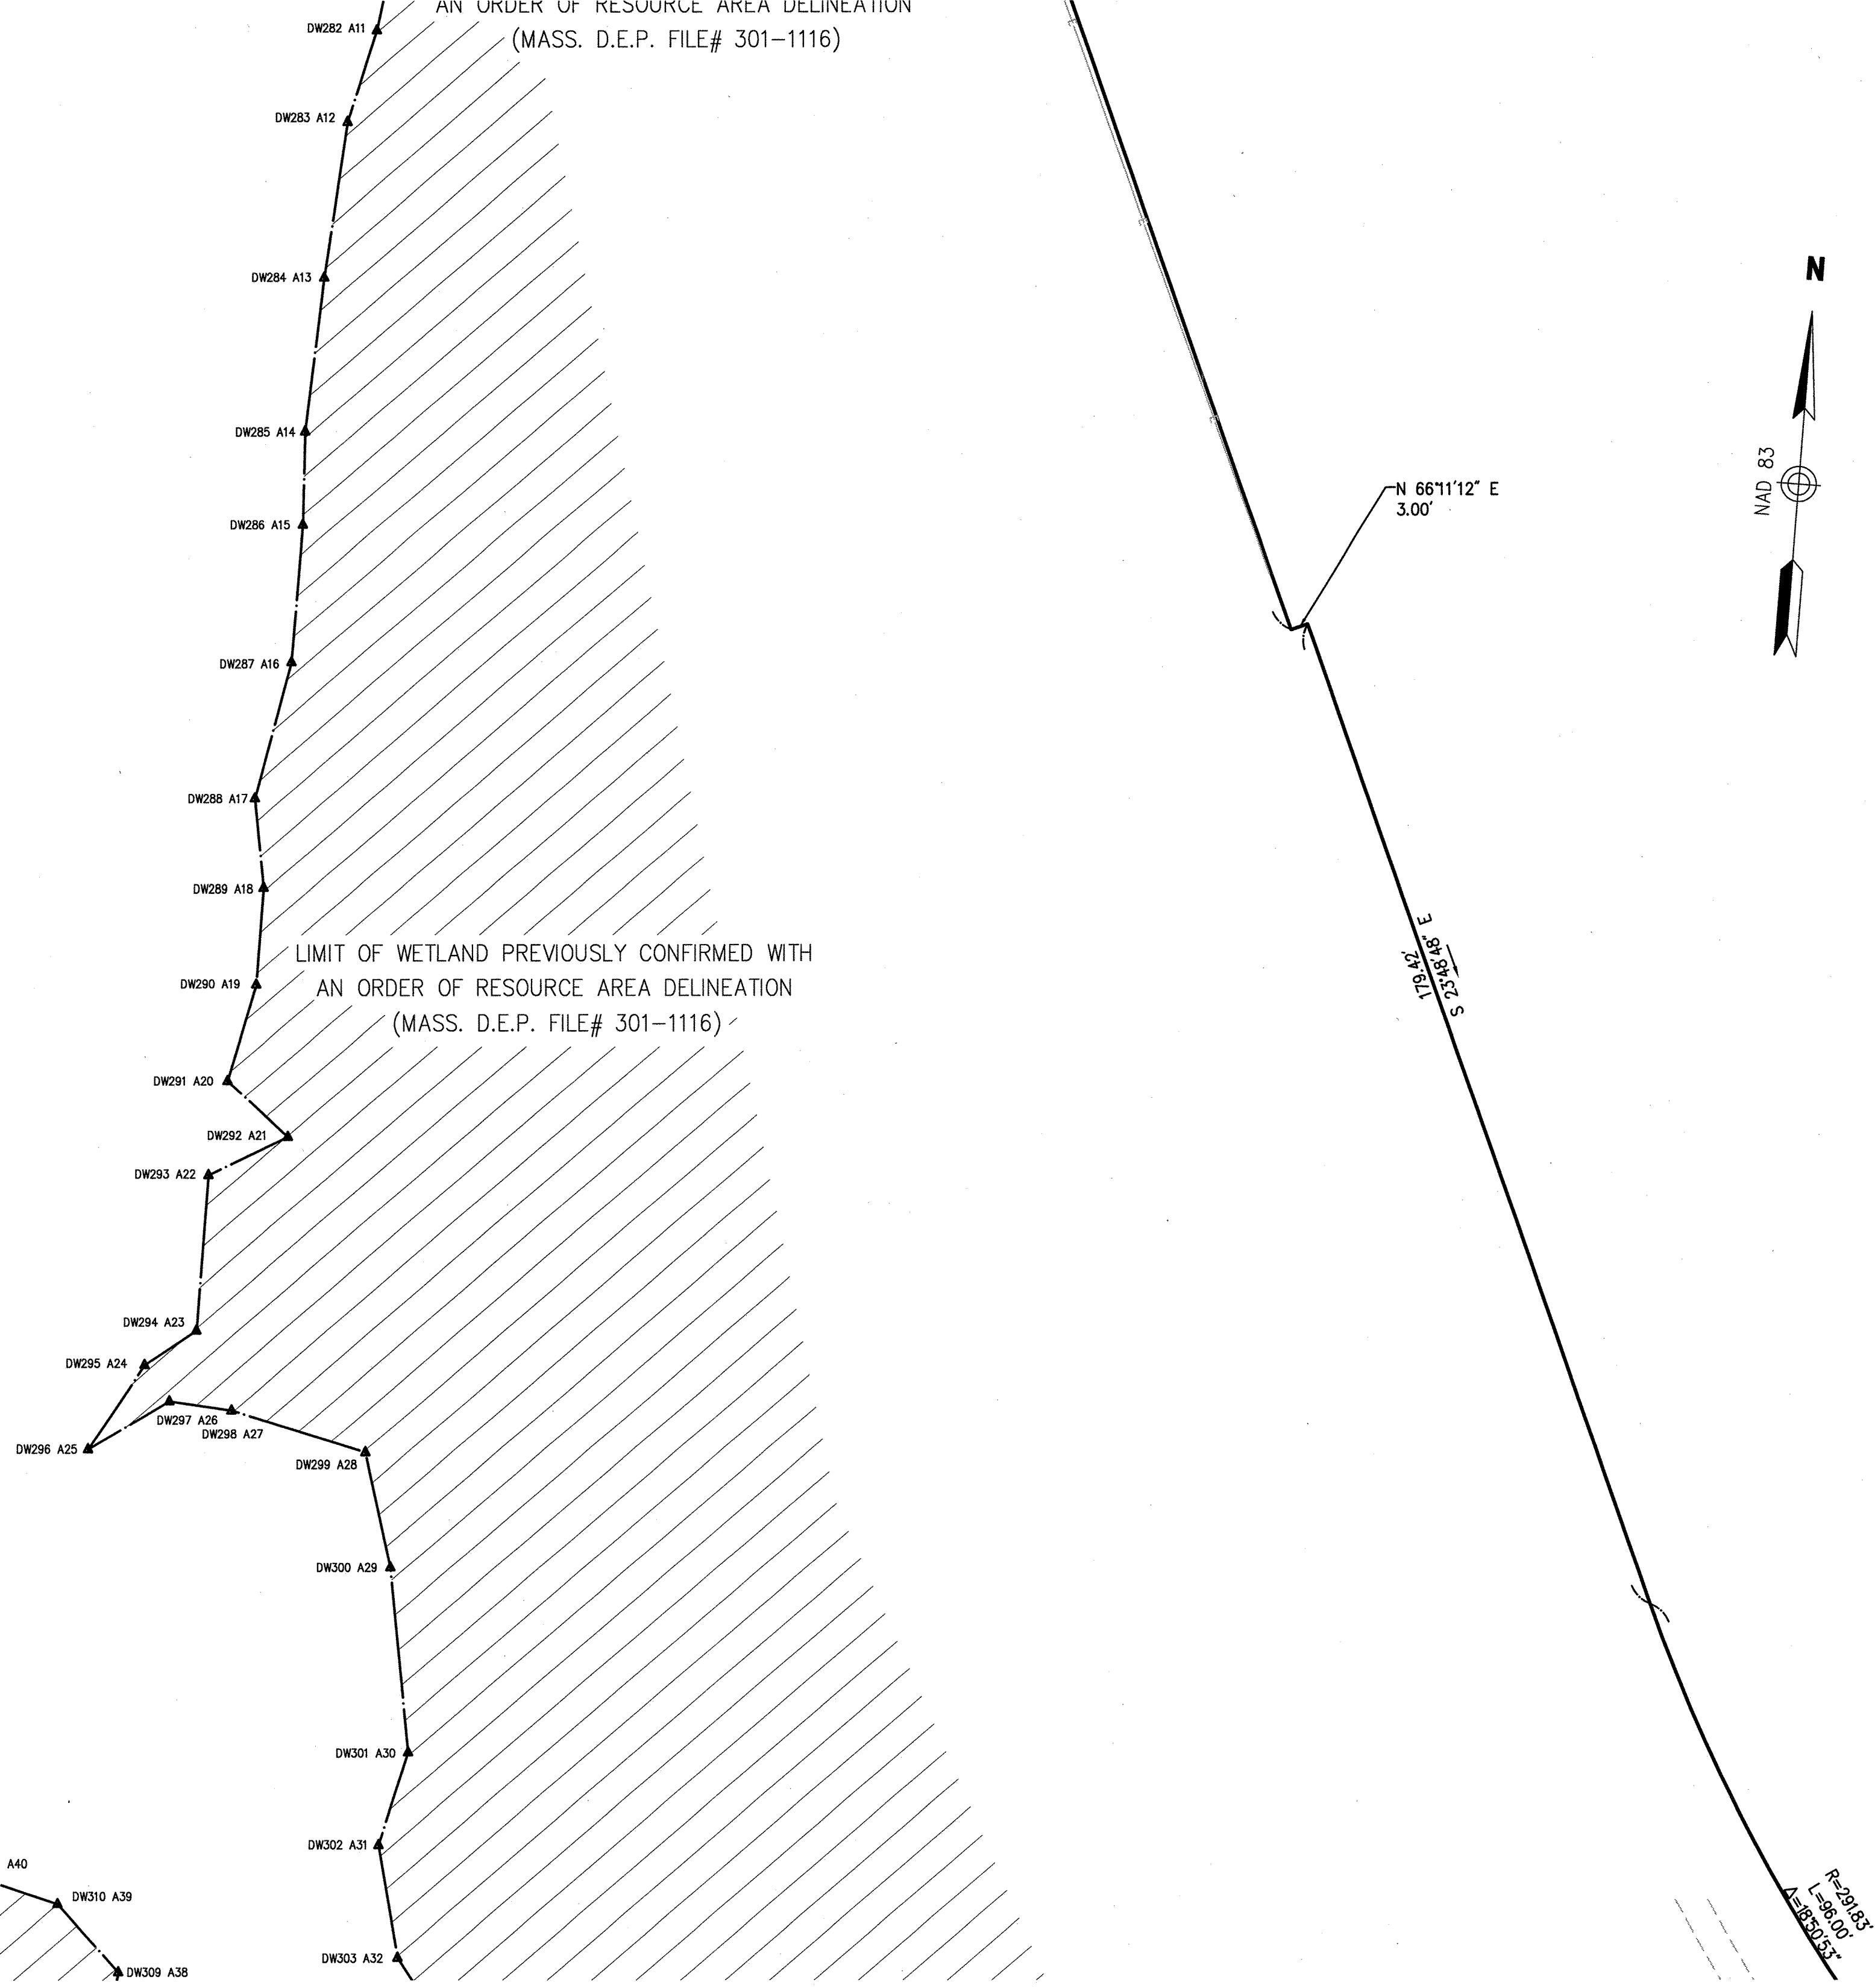 AN ORDER OF RESOURCE AREA DELINEATION
(MASS. D.E.P. FILE# 301-1116)
DW282 A11
DW283 A12
DW284 A13
DW285 A14
DW286 A15
DW287 A16
DW288 A17
DW289 A18
LIMIT OF WETLAND PREVIOUSLY CONFIRMED WITH
AN ORDER OF RESOURCE AREA DELINEATION
(MASS. D.E.P. FILE# 301-1116)
DW290 A19
DW291 A20
DW292 A21
DW293 A22
DW294 A23
DW295 A24
DW296 A25
DW297 A26
DW298 A27
DW299 A28
DW300 A29
DW301 A30
DW302 A31
DW303 A32
A40
DW310 A39
DW309 A38
N
NAD 83
N 66°11'12" E
3.00'
179.42'
S 23°48'48" E
R=291.83'
L=96.00'
Δ=18°50'53"